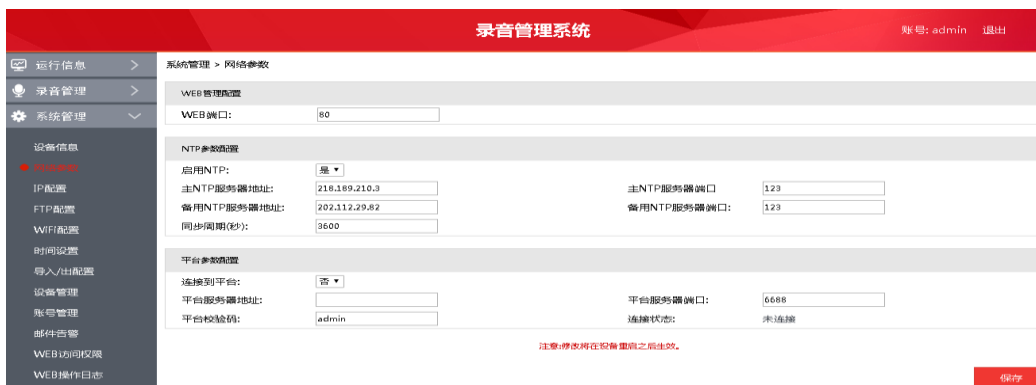 录音管理系统
账号: admin 退出
运行信息
录音管理
系统管理
设备信息
IP配置
FTP配置
WIFI配置
时间设置
导入/出配置
设备管理
账号管理
邮件告警
WEB访问权限
WEB操作日志
系统管理 > 网络参数
WEB管理配置
WEB端口: 80
NTP参数配置
启用NTP: 是
主NTP服务器地址: 218.189.210.3 主NTP服务器端口 123
备用NTP服务器地址: 202.112.29.82 备用NTP服务器端口: 123
同步周期(秒): 3600
平台参数配置
连接到平台: 否
平台服务器地址: 平台服务器端口: 6688
平台校验码: admin 连接状态: 未连接
注意:修改将在设备重启之后生效。
保存